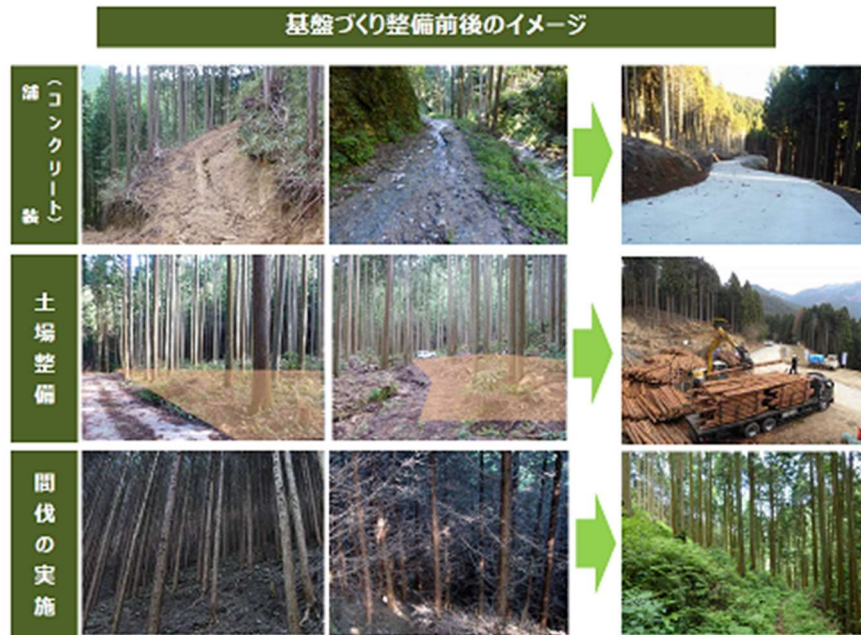 基盤づくり整備前後のイメージ
舗装
（コンクリート）
土場整備
間伐の実施